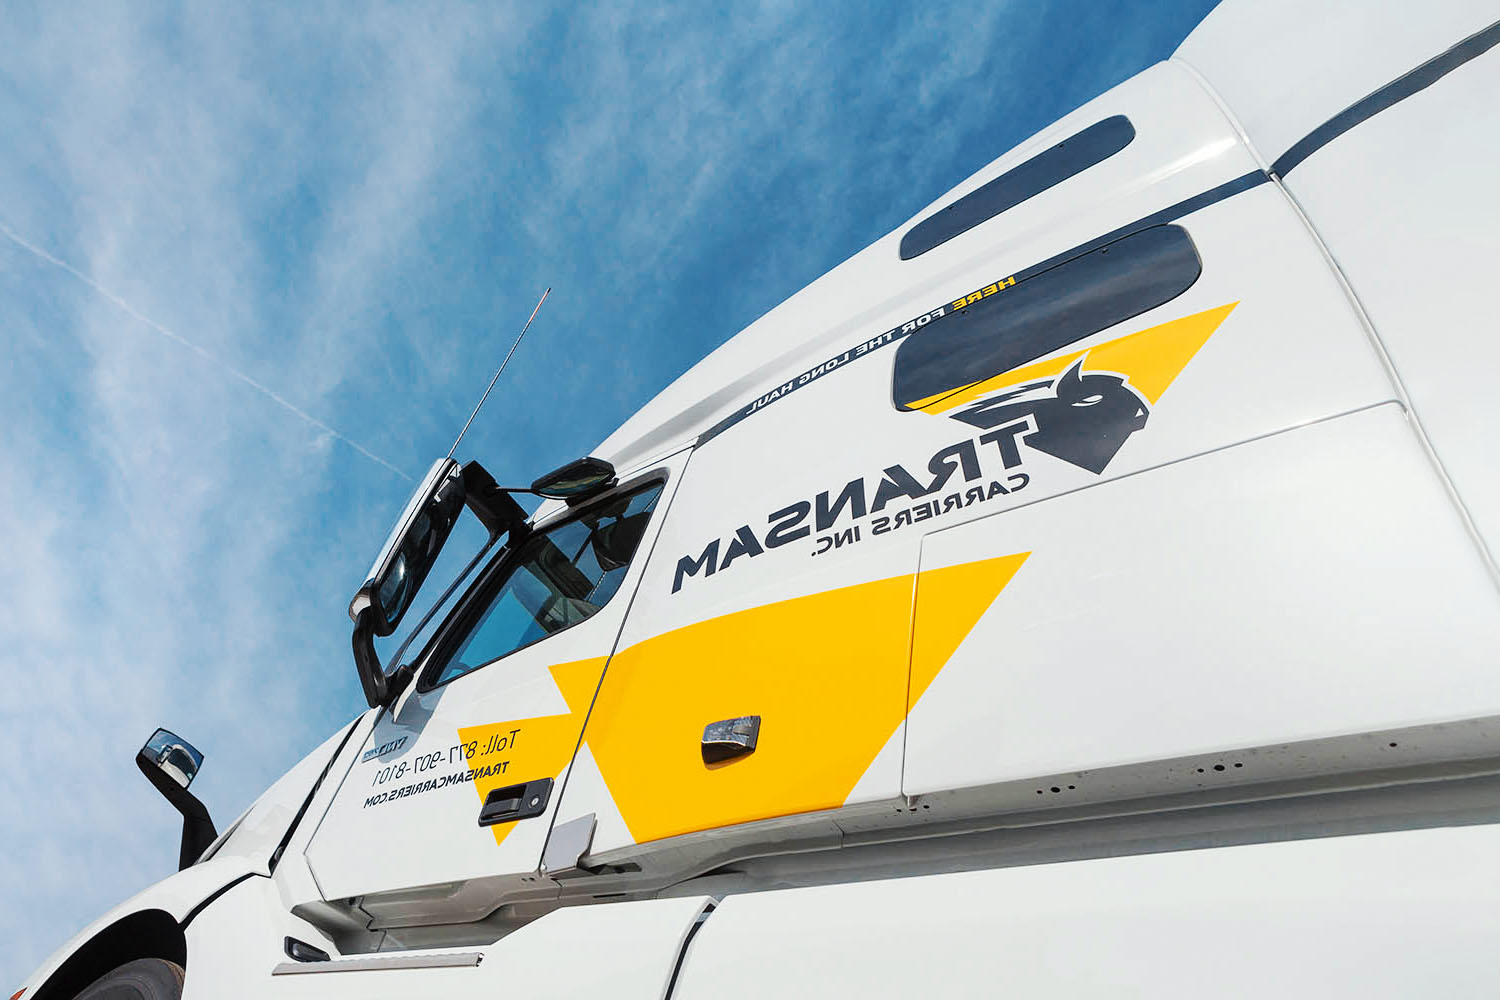 HERE FOR THE LONG HAUL
TRANSAM
CARRIERS INC.
Toll: 877-907-8101
TRANSAMCARRIERS.COM